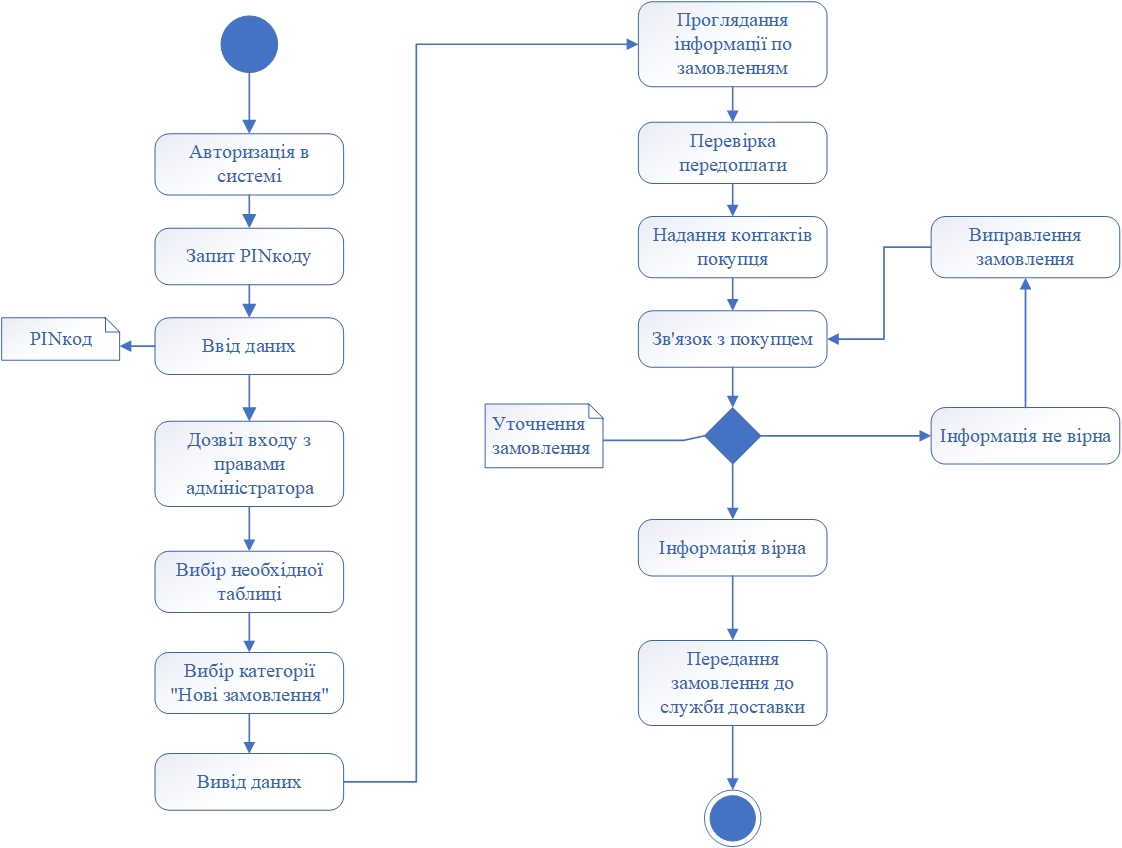 Авторизація в
системі
Запит PINкоду
PINкод
Ввід даних
Дозвіл входу з
правами
адміністратора
Вибір необхідної
таблиці
Вибір категорії
"Нові замовлення"
Вивід даних
Проглядання
інформації по
замовленням
Перевірка
передоплати
Надання контактів
покупця
Зв'язок з покупцем
Виправлення
замовлення
Уточнення
замовлення
Інформація не вірна
Інформація вірна
Передання
замовлення до
служби доставки